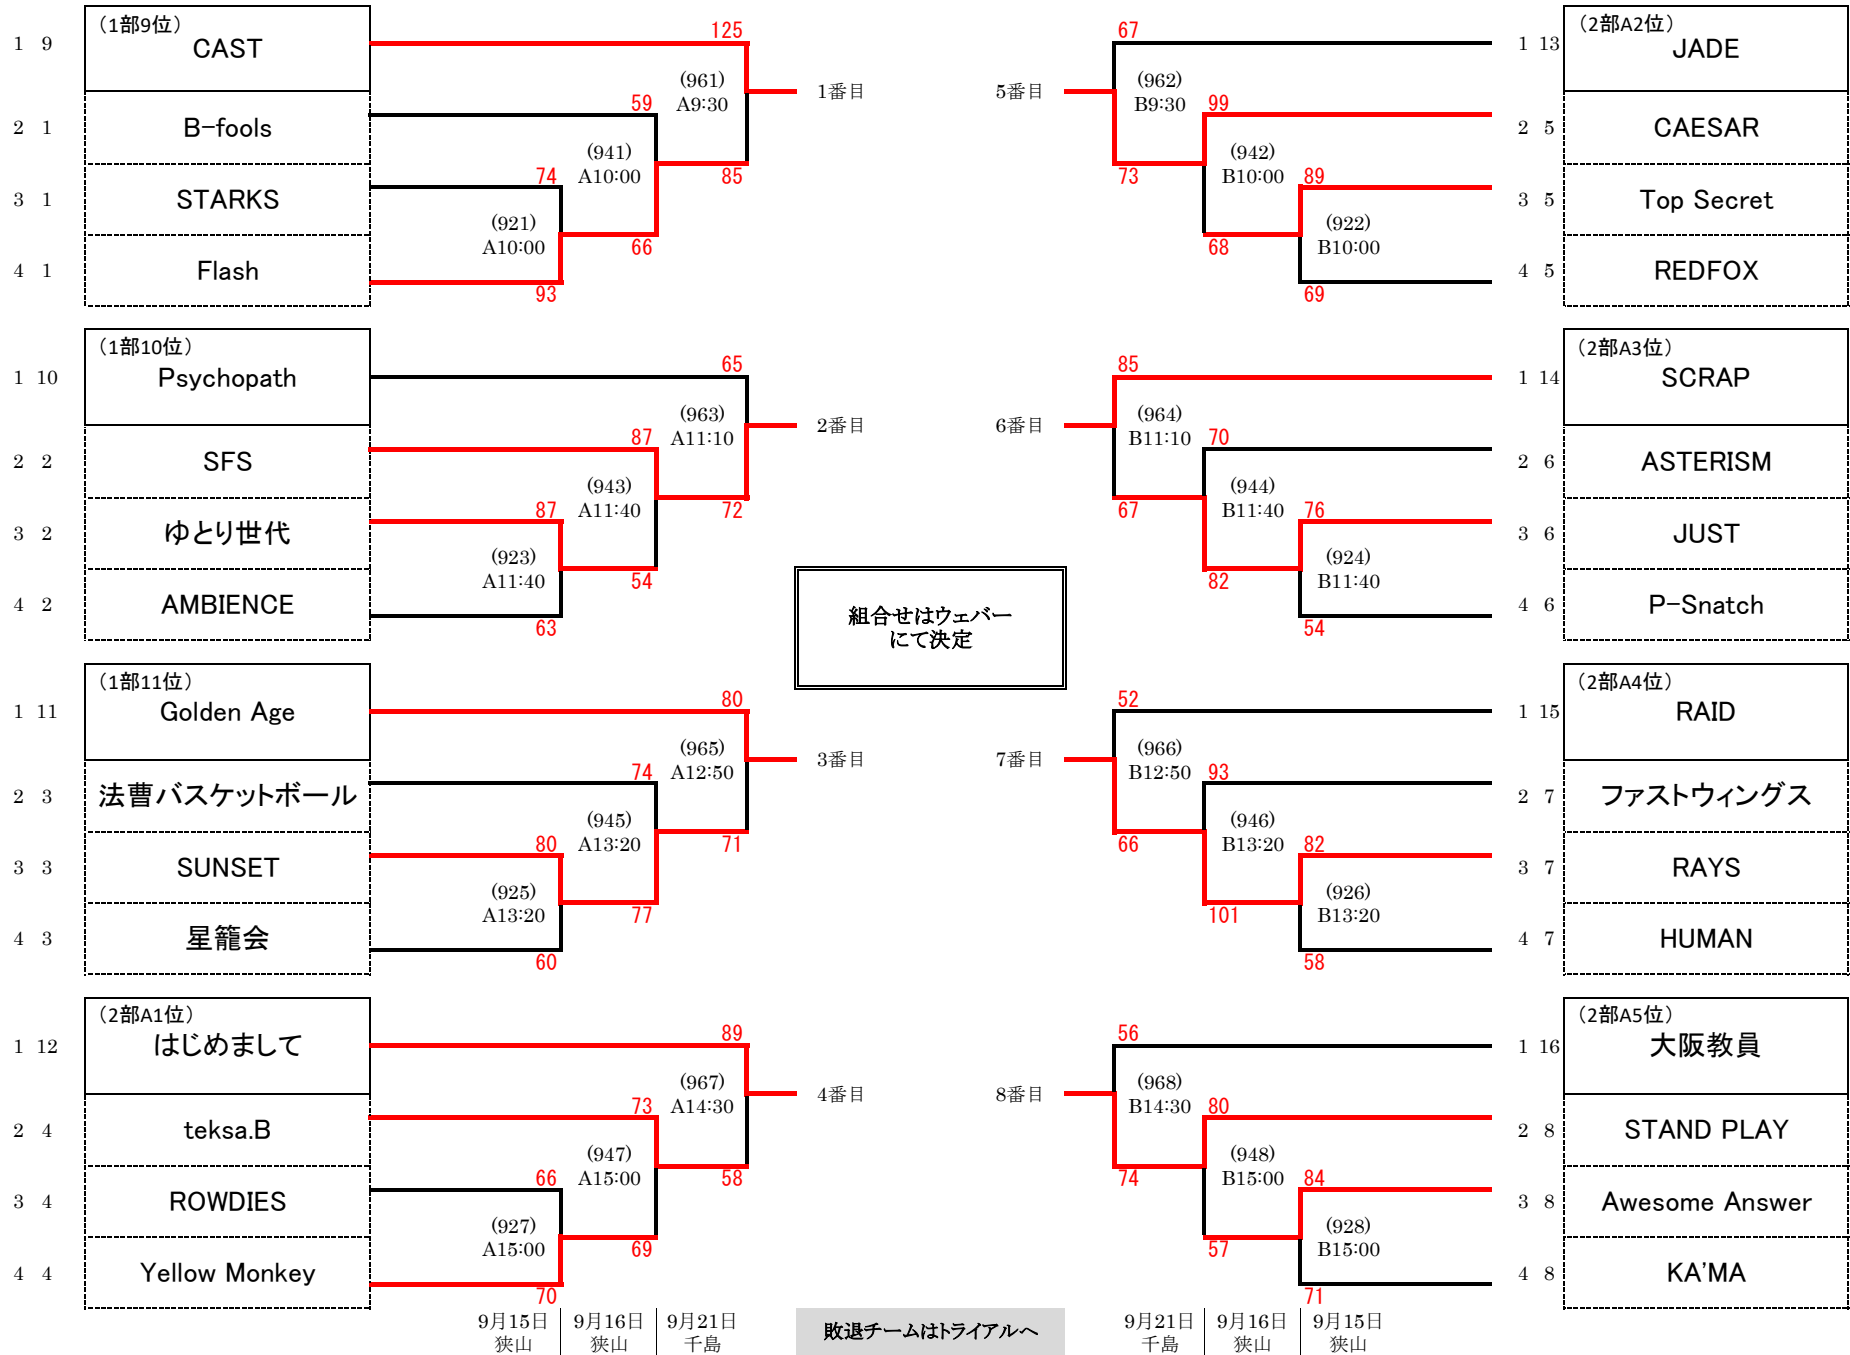 (1部9位)
1 9 CAST 125 67 1 13 (2部A2位)
JADE
(961)
A9:30 1番目 5番目 (962)
B9:30
2 1 B-fools 59 99 2 5 CAESAR
(941)
A10:00 85 73 (942)
B10:00
3 1 STARKS 74 89 3 5 Top Secret
(921)
A10:00 66 68 (922)
B10:00
4 1 Flash 93 69 4 5 REDFOX
(1部10位)
1 10 Psychopath 65 85 1 14 (2部A3位)
SCRAP
(963)
A11:10 2番目 6番目 (964)
B11:10
2 2 SFS 87 70 2 6 ASTERISM
(943)
A11:40 72 67 (944)
B11:40
3 2 ゆとり世代 87 76 3 6 JUST
(923)
A11:40 54 82 (924)
B11:40
4 2 AMBIENCE 63 54 4 6 P-Snatch
組合せはウェバー
にて決定
(1部11位)
1 11 Golden Age 80 52 1 15 (2部A4位)
RAID
(965)
A12:50 3番目 7番目 (966)
B12:50
2 3 法曹バスケットボール 74 93 2 7 ファストウィングス
(945)
A13:20 71 66 (946)
B13:20
3 3 SUNSET 80 82 3 7 RAYS
(925)
A13:20 77 101 (926)
B13:20
4 3 星籠会 60 58 4 7 HUMAN
(2部A1位)
1 12 はじめまして 89 56 1 16 (2部A5位)
大阪教員
(967)
A14:30 4番目 8番目 (968)
B14:30
2 4 teksa.B 73 80 2 8 STAND PLAY
(947)
A15:00 58 74 (948)
B15:00
3 4 ROWDIES 66 84 3 8 Awesome Answer
(927)
A15:00 69 57 (928)
B15:00
4 4 Yellow Monkey 70 71 4 8 KA'MA
9月15日 9月16日 9月21日 敗退チームはトライアルへ 9月21日 9月16日 9月15日
狭山 狭山 千島 千島 狭山 狭山